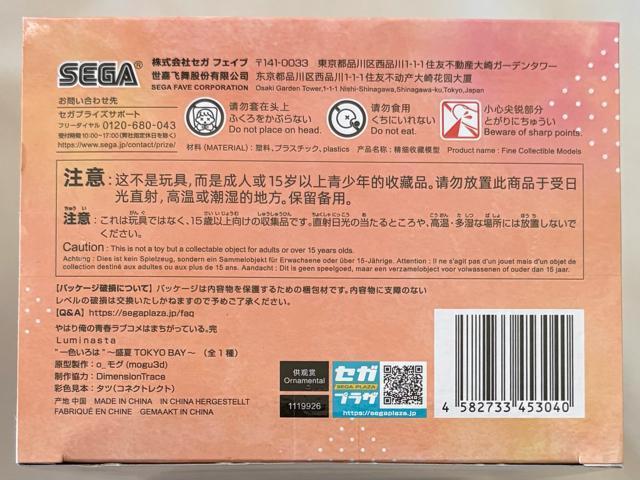 SEGA®
株式会社セガ フェイブ 〒141-0033 東京都品川区西品川1-1-1 住友不動産大崎ガーデンタワー
世嘉飞舞股份有限公司 东京都品川区西品川1-1-1 住友不动产大崎花园大厦
SEGA FAVE CORPORATION Osaki Garden Tower,1-1-1 Nishi-Shinagawa,Shinagawa-ku,Tokyo,Japan
お問い合わせ先
セガプライズサポート
フリーダイヤル 0120-680-043
受付時間 10:00~17:00(弊社指定休日を除く)
https://www.sega.jp/contact/prize/
请勿套在头上
ふくろをかぶらない
Do not place on head.
请勿食用
くちにいれない
Do not eat.
小心尖锐部分
とがりにちゅうい
Beware of sharp points.
材料 (MATERIAL) : 塑料, プラスチック, plastics 产品名称 : 精细收藏模型 Product name : Fine Collectible Models
注意 : 这不是玩具, 而是成人或15岁以上青少年的收藏品。请勿放置此商品于受日
光直射, 高温或潮湿的地方。保留备用。
注意 : これは玩具ではなく、15歳以上向けの収集品です。直射日光の当たるところや、高温・多湿な場所には放置しないで
ください。
Caution : This is not a toy but a collectable object for adults or over 15 years olds.
Achtung : Dies ist kein Spielzeug, sondern ein Sammelobjekt für Erwachsene oder über 15-Jährige. Attention : Il ne s'agit pas d'un jouet mais d'un objet de
collection destiné aux adultes ou aux plus de 15 ans. Aandacht : Dit is geen speelgoed, maar een verzamelobject voor volwassenen of ouder dan 15 jaar.
【パッケージ破損について】パッケージは内容物を保護するための梱包材です。内容物に支障のない
レベルの破損は交換いたしかねますので予めご了承ください。
【Q&A】https://segaplaza.jp/faq
やはり俺の青春ラブコメはまちがっている。完
Luminasta
"一色いろは" ~盛夏 TOKYO BAY~ (全1種)
原型製作 : o_モグ (mogu3d)
制作協力 : DimensionTrace
彩色見本 : タツ(コネクトレクト)
产地 中国 MADE IN CHINA IN CHINA HERGESTELLT
FABRIQUÉ EN CHINE GEMAAKT IN CHINA
供观赏
Ornamental
1119926
セガ
SEGA PLAZA
プラザ
https://segaplaza.jp/
4 582733 453040